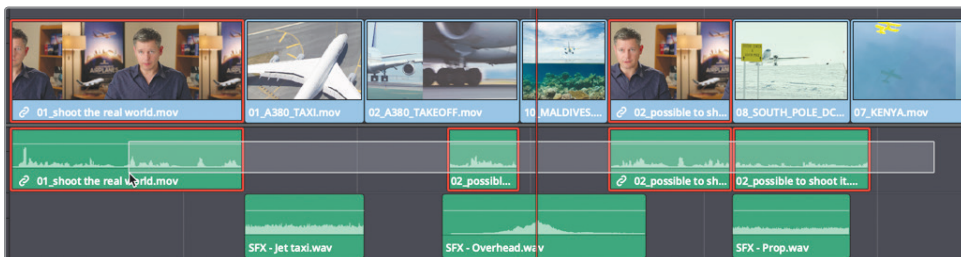 01_shoot the real world.mov
01_A380_TAXI.mov
02_A380_TAKEOFF.mov
10_MALDIVES....
02_possible to sh...
08_SOUTH_POLE_DC...
07_KENYA.mov
01_shoot the real world.mov
02_possibl...
02_possible to sh...
02_possible to shoot it....
SFX - Jet taxi.wav
SFX - Overhead.wav
SFX - Prop.wav